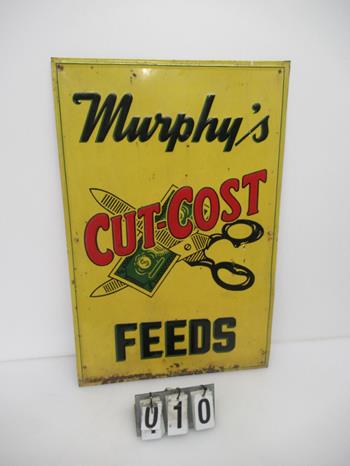 Murphy's
CUT-COST
$
FEEDS
010